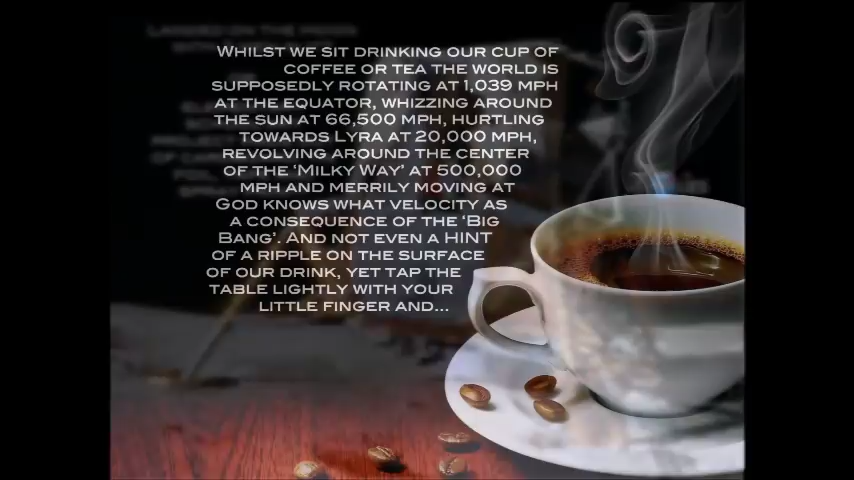 Whilst we sit drinking our cup of
coffee or tea the world is
supposedly rotating at 1,039 mph
at the equator, whizzing around
the sun at 66,500 mph, hurtling
towards Lyra at 20,000 mph,
revolving around the center
of the ‘Milky Way’ at 500,000
mph and merrily moving at
God knows what velocity as
a consequence of the ‘Big
Bang’. And not even a HINT
of a ripple on the surface
of our drink, yet tap the
table lightly with your
little finger and...